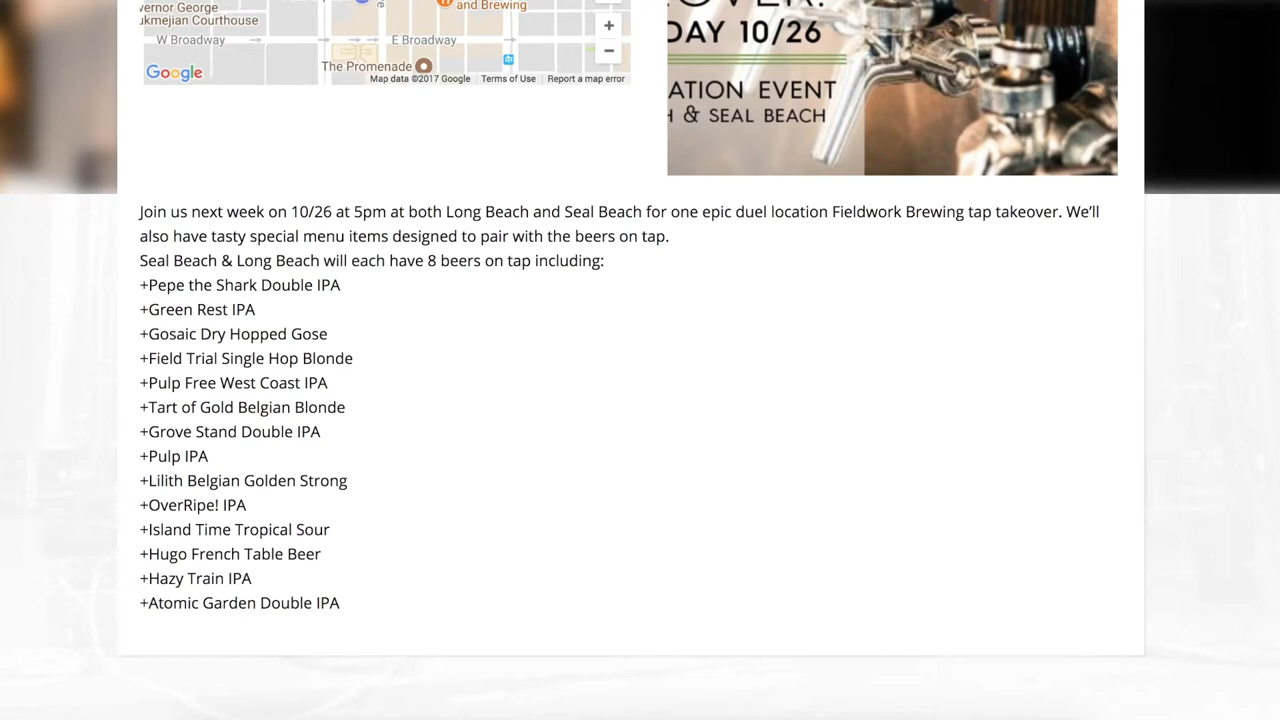 vernor George
ukmejian Courthouse
and Brewing
W Broadway
E Broadway
The Promenade
Google
Map data ©2017 Google
Terms of Use
Report a map error
DAY 10/26
ATION EVENT
& SEAL BEACH
Join us next week on 10/26 at 5pm at both Long Beach and Seal Beach for one epic duel location Fieldwork Brewing tap takeover. We’ll
also have tasty special menu items designed to pair with the beers on tap.
Seal Beach & Long Beach will each have 8 beers on tap including:
+Pepe the Shark Double IPA
+Green Rest IPA
+Gosaic Dry Hopped Gose
+Field Trial Single Hop Blonde
+Pulp Free West Coast IPA
+Tart of Gold Belgian Blonde
+Grove Stand Double IPA
+Pulp IPA
+Lilith Belgian Golden Strong
+OverRipe! IPA
+Island Time Tropical Sour
+Hugo French Table Beer
+Hazy Train IPA
+Atomic Garden Double IPA